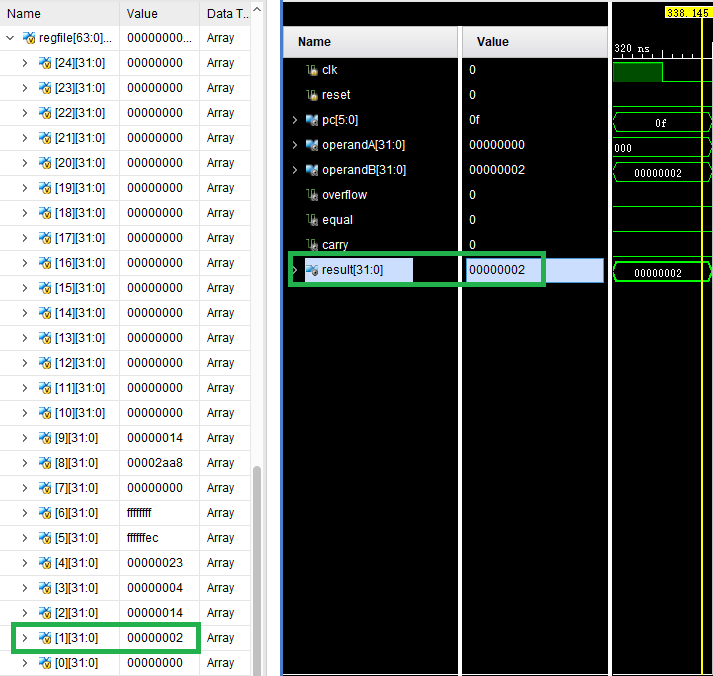 Name Value Data T...
regfile[63:0]... 00000000... Array
[24][31:0] 00000000 Array
[23][31:0] 00000000 Array
[22][31:0] 00000000 Array
[21][31:0] 00000000 Array
[20][31:0] 00000000 Array
[19][31:0] 00000000 Array
[18][31:0] 00000000 Array
[17][31:0] 00000000 Array
[16][31:0] 00000000 Array
[15][31:0] 00000000 Array
[14][31:0] 00000000 Array
[13][31:0] 00000000 Array
[12][31:0] 00000000 Array
[11][31:0] 00000000 Array
[10][31:0] 00000000 Array
[9][31:0] 00000014 Array
[8][31:0] 00002aa8 Array
[7][31:0] 00000000 Array
[6][31:0] ffffffff Array
[5][31:0] ffffffec Array
[4][31:0] 00000023 Array
[3][31:0] 00000004 Array
[2][31:0] 00000014 Array
[1][31:0] 00000002 Array
[0][31:0] 00000000 Array
338.145
Name Value 320 ns
clk 0
reset 0
pc[5:0] 0f 0f
operandA[31:0] 00000000 000
operandB[31:0] 00000002 00000002
overflow 0
equal 0
carry 0
result[31:0] 00000002 00000002